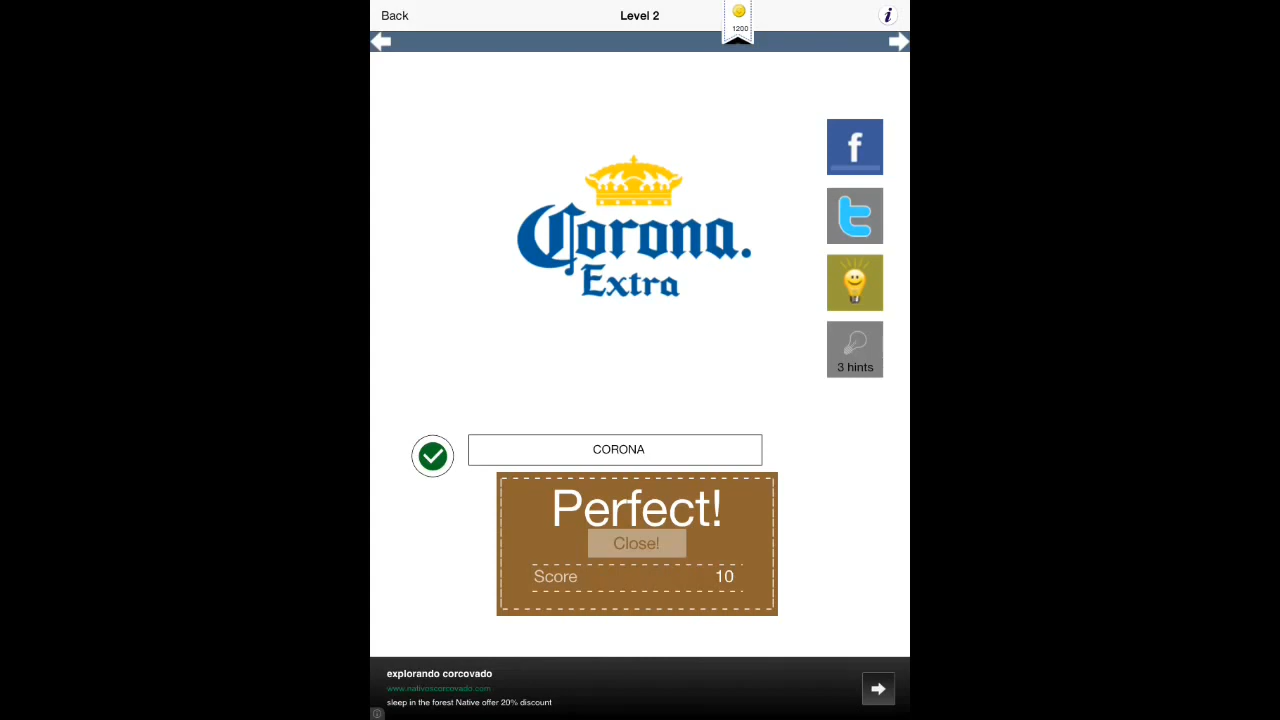 Back
Level 2
1200
i
f
t
3 hints
Corona.
Extra
CORONA
Perfect!
Close!
Score 10
explorando corcovado
www.nativoscorcovado.com
sleep in the forest Native offer 20% discount